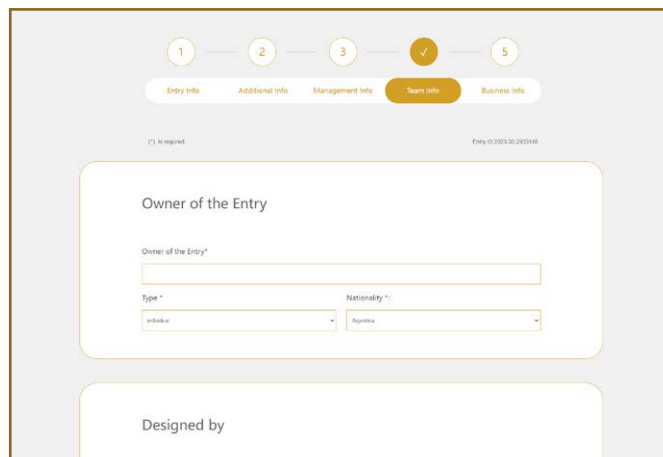 1 2 3 ✓ 5
Entry Info Additional Info Management Info Team Info Business Info
(*) Is required
Owner of the Entry
Owner of the Entry*
Type * Nationality *:
Individual Argentina
Designed by